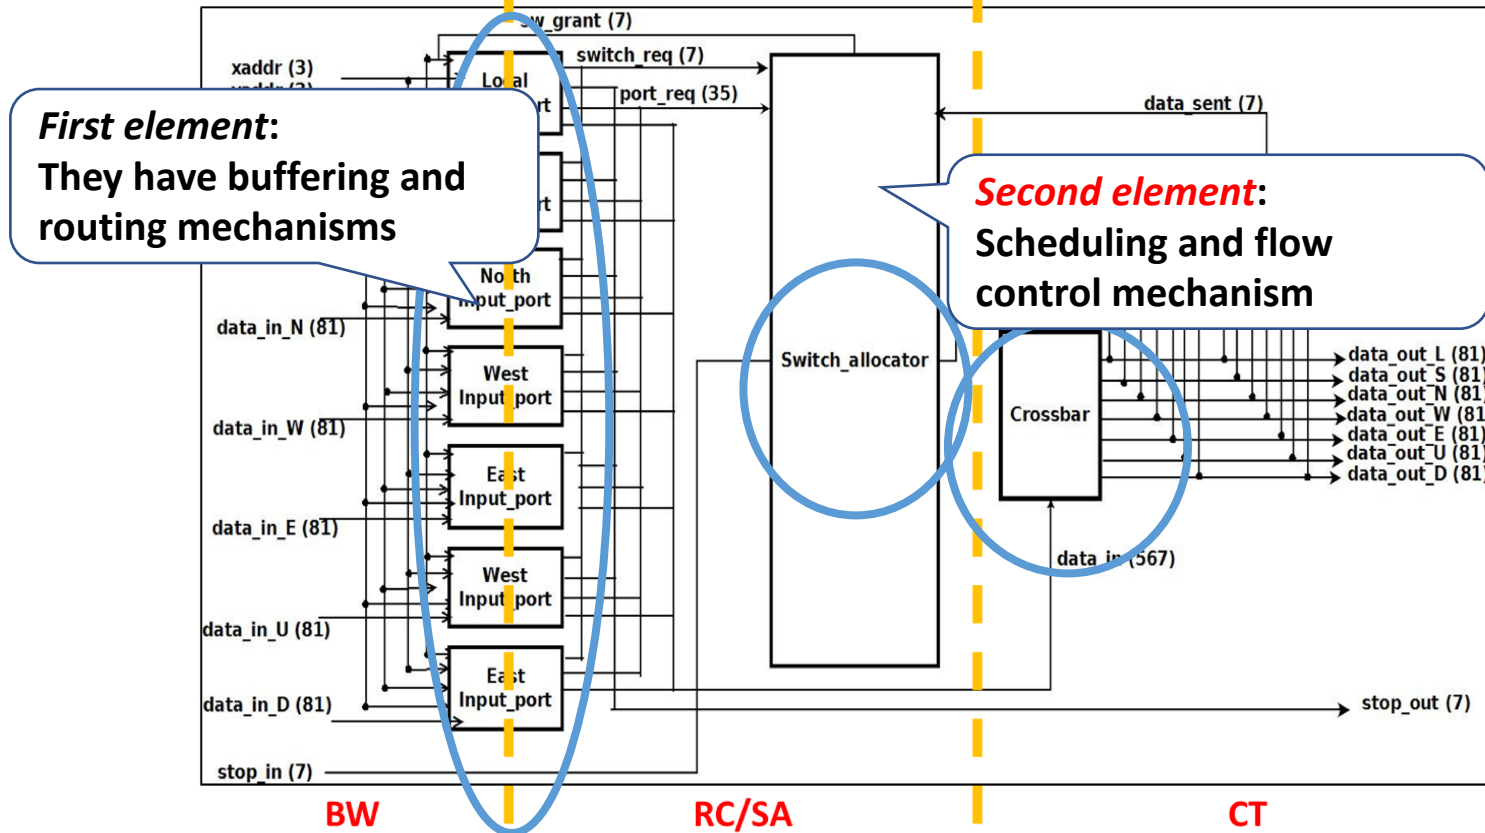 sw_grant (7)
xaddr (3)
switch_req (7)
port_req (35)
data_sent (7)
Local
First element:
They have buffering and
routing mechanisms
Second element:
Scheduling and flow
control mechanism
North
Input_port
data_in_N (81)
West
Input_port
data_in_W (81)
East
Input_port
data_in_E (81)
West
Input_port
data_in_U (81)
East
Input_port
data_in_D (81)
stop_in (7)
Switch_allocator
Crossbar
data_in (567)
data_out_L (81)
data_out_S (81)
data_out_N (81)
data_out_W (81
data_out_E (81)
data_out_U (81)
data_out_D (81)
stop_out (7)
BW
RC/SA
CT